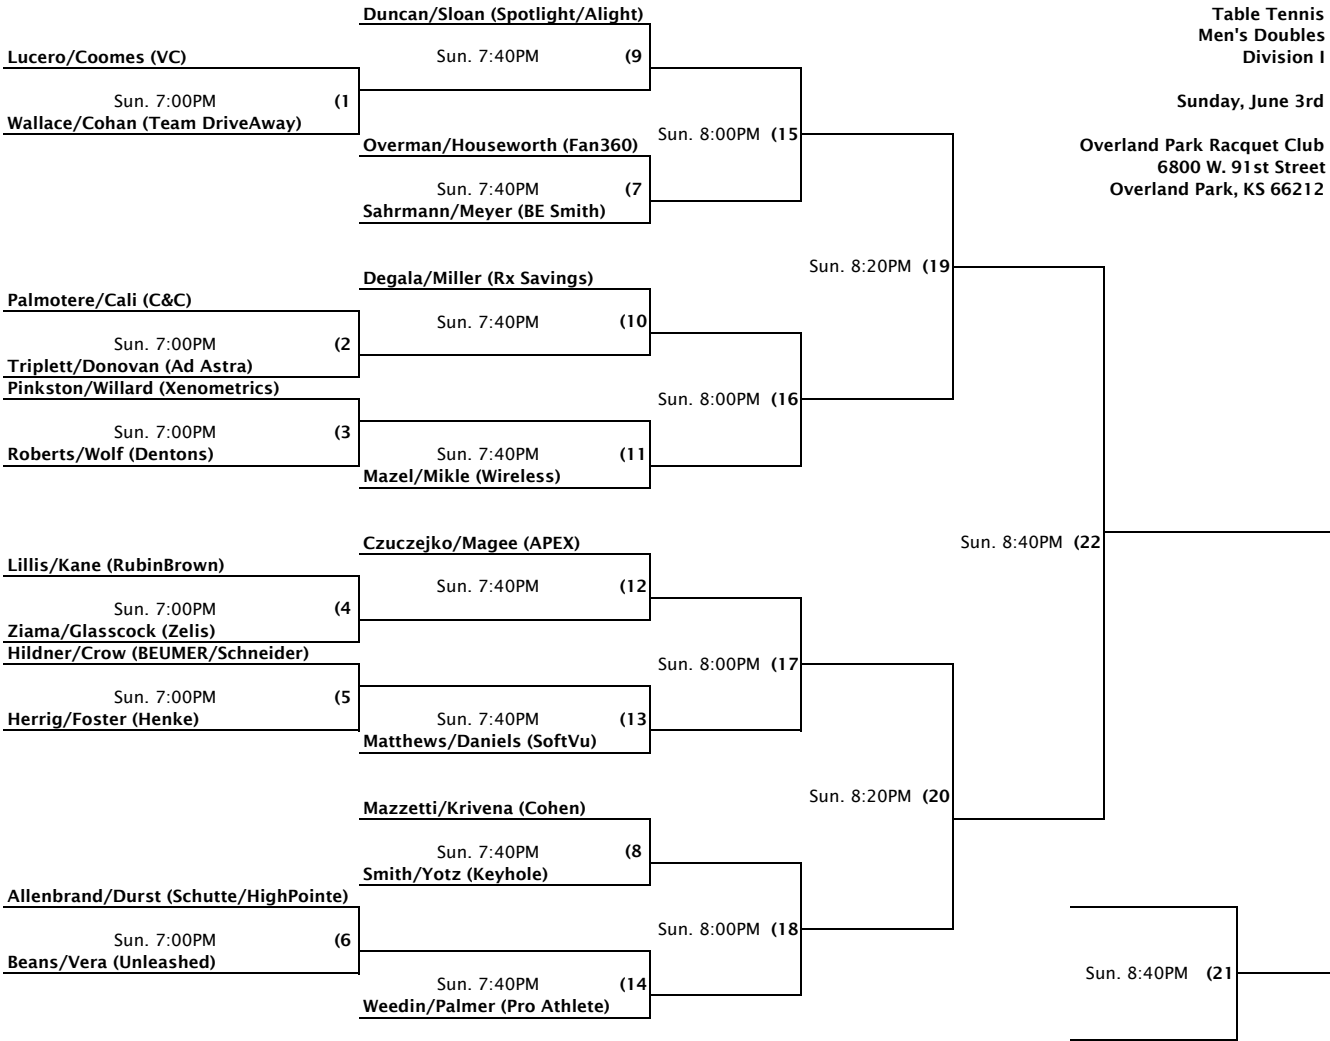 Duncan/Sloan (Spotlight/Alight)
Table Tennis
Men's Doubles
Lucero/Coomes (VC)
Sun. 7:40PM (9
Division I
Sun. 7:00PM (1
Sunday, June 3rd
Wallace/Cohan (Team DriveAway)
Sun. 8:00PM (15
Overman/Houseworth (Fan360)
Overland Park Racquet Club
6800 W. 91st Street
Sun. 7:40PM (7
Overland Park, KS 66212
Sahrmann/Meyer (BE Smith)
Sun. 8:20PM (19
Degala/Miller (Rx Savings)
Palmotere/Cali (C&C)
Sun. 7:40PM (10
Sun. 7:00PM (2
Triplett/Donovan (Ad Astra)
Pinkston/Willard (Xenometrics)
Sun. 8:00PM (16
Sun. 7:00PM (3
Roberts/Wolf (Dentons)
Sun. 7:40PM (11
Mazel/Mikle (Wireless)
Czuczejko/Magee (APEX)
Sun. 8:40PM (22
Lillis/Kane (RubinBrown)
Sun. 7:40PM (12
Sun. 7:00PM (4
Ziama/Glasscock (Zelis)
Hildner/Crow (BEUMER/Schneider)
Sun. 8:00PM (17
Sun. 7:00PM (5
Herrig/Foster (Henke)
Sun. 7:40PM (13
Matthews/Daniels (SoftVu)
Sun. 8:20PM (20
Mazzetti/Krivena (Cohen)
Sun. 7:40PM (8
Smith/Yotz (Keyhole)
Allenbrand/Durst (Schutte/HighPointe)
Sun. 8:00PM (18
Sun. 7:00PM (6
Beans/Vera (Unleashed)
Sun. 8:40PM (21
Sun. 7:40PM (14
Weedin/Palmer (Pro Athlete)